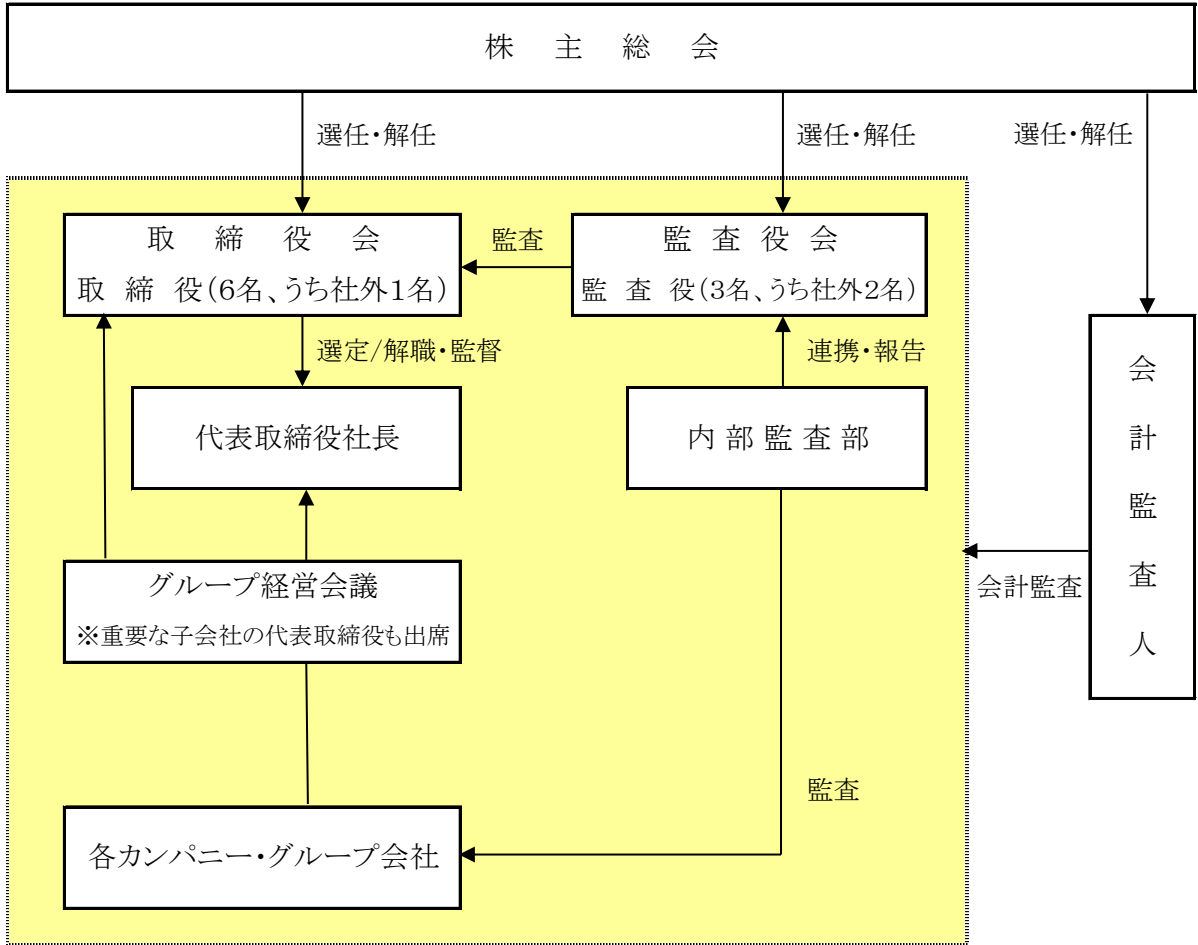 株 主 総 会
選任・解任
選任・解任
選任・解任
取 締 役 会
取 締 役(6名、うち社外1名)
監査
監 査 役 会
監 査 役(3名、うち社外2名)
選定/解職・監督
連携・報告
代表取締役社長
内 部 監 査 部
会計監査人
グループ経営会議
※重要な子会社の代表取締役も出席
会計監査
監査
各カンパニー・グループ会社